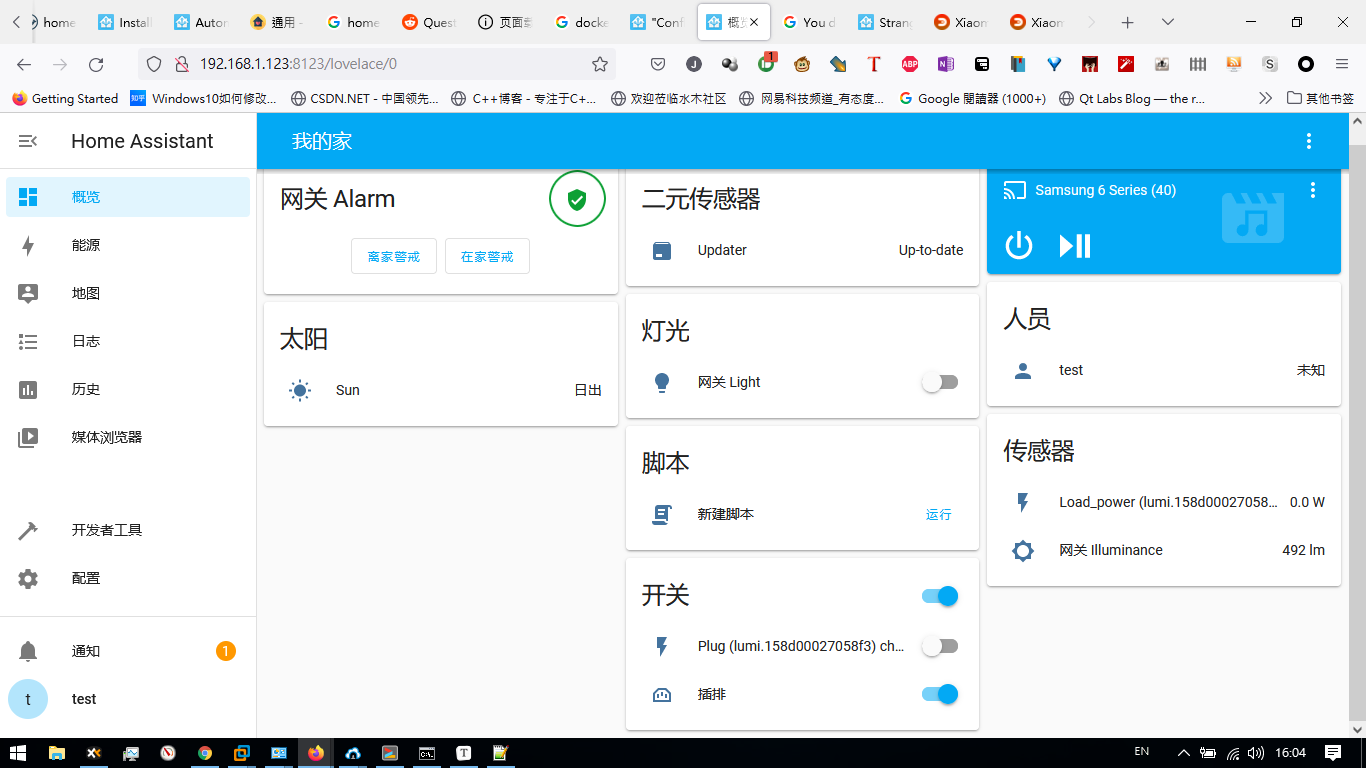 home
Install
Autor
通用 -
home
Quest
页面载
docke
"Confi
概览
You d
Strang
Xiaom
Xiaom
192.168.1.123:8123/lovelace/0
Getting Started
Windows10如何修改...
CSDN.NET - 中国领先...
C++博客 - 专注于C+...
欢迎莅临水木社区
网易科技频道_有态度...
Google 閱讀器 (1000+)
Qt Labs Blog — the r...
其他书签
Home Assistant
概览
能源
地图
日志
历史
媒体浏览器
开发者工具
配置
通知
1
t
test
我的家
网关 Alarm
离家警戒
在家警戒
太阳
Sun
日出
二元传感器
Updater
Up-to-date
灯光
网关 Light
脚本
新建脚本
运行
开关
Plug (lumi.158d00027058f3) ch...
插排
Samsung 6 Series (40)
人员
test
未知
传感器
Load_power (lumi.158d00027058...
0.0 W
网关 Illuminance
492 lm
EN
16:04